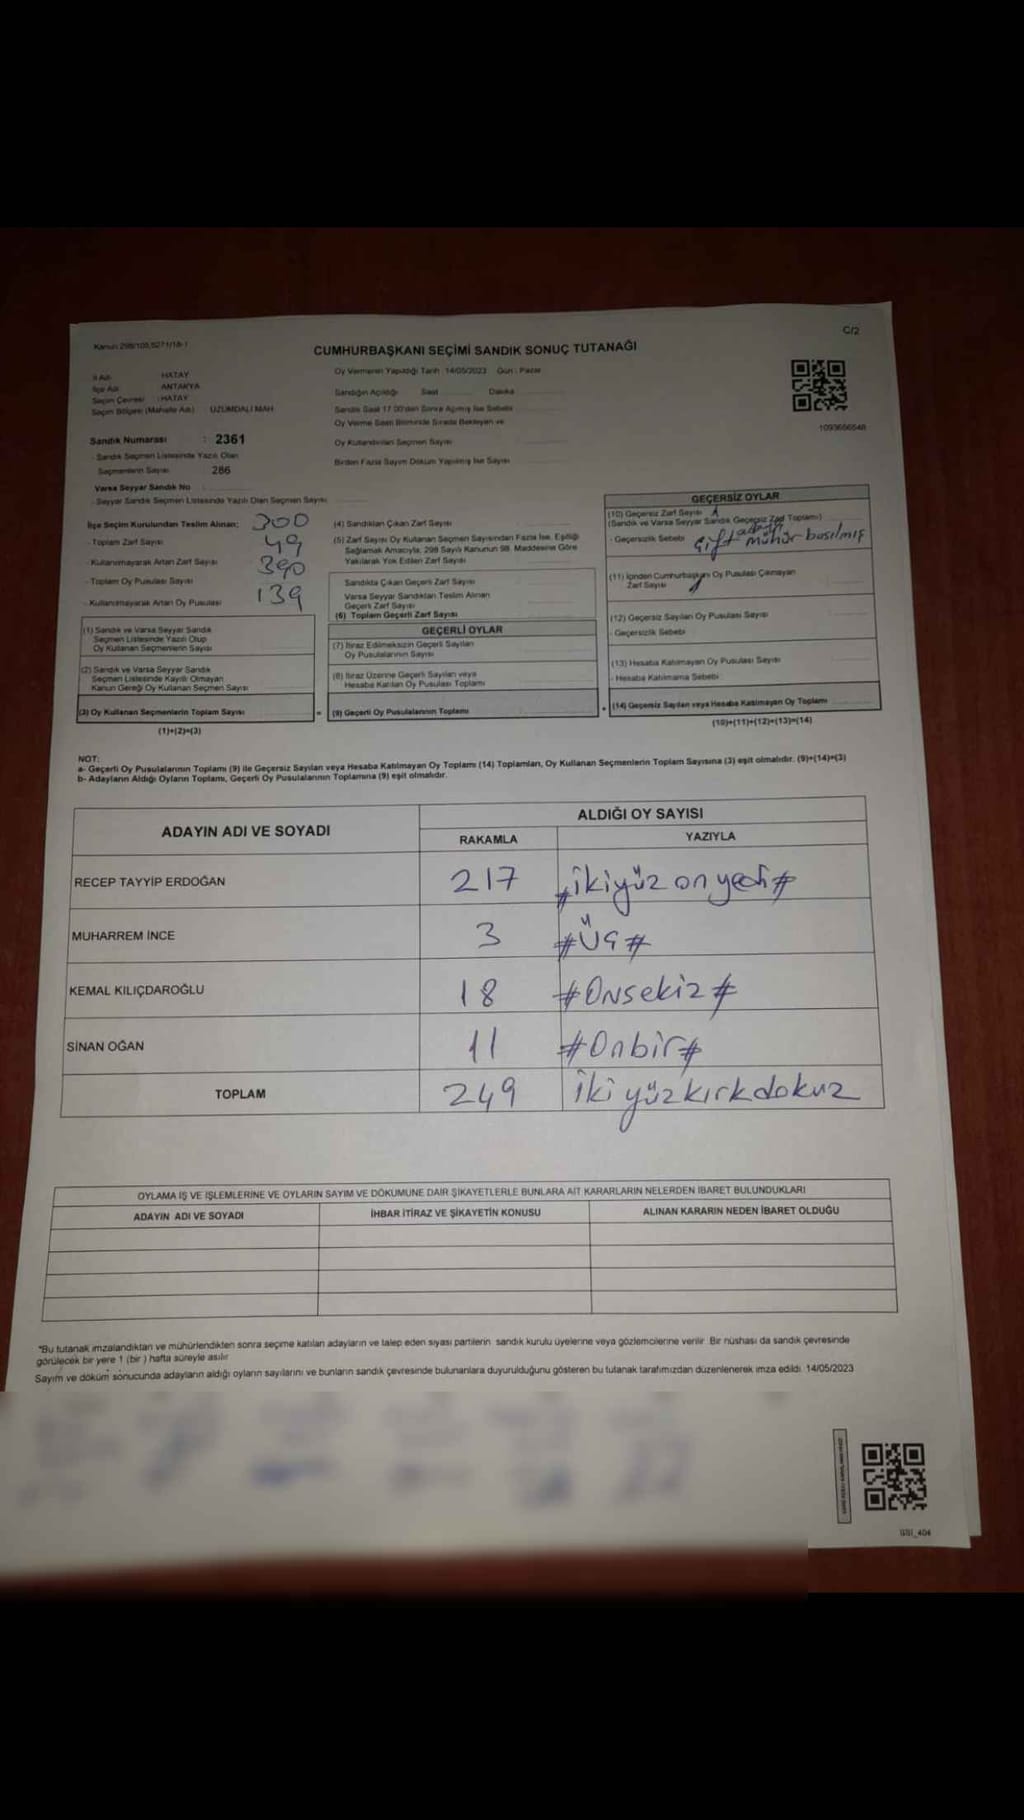 C/2
Kanun 298/105,5271/18-1
CUMHURBAŞKANI SEÇİMİ SANDIK SONUÇ TUTANAĞI
İl Adı : HATAY
İlçe Adı : ANTAKYA
Seçim Çevresi : HATAY
Seçim Bölgesi (Mahalle Adı) : UZUMDALI MAH.
Sandık Numarası : 2361
- Sandık Seçmen Listesinde Yazılı Olan
Seçmenlerin Sayısı 286
Varsa Seyyar Sandık No
- Seyyar Sandık Seçmen Listesinde Yazılı Olan Seçmen Sayısı
Oy Vermenin Yapıldığı Tarih : 14/05/2023 Gün : Pazar
Sandığın Açıldığı Saat Dakika
Sandık Saat 17.00'den Sonra Açılmış İse Sebebi
Oy Verme Saati Bitiminde Sırada Bekleyen ve
Oy Kullandırılan Seçmen Sayısı
Birden Fazla Sayım Döküm Yapılmış İse Sayısı
1093666648
İlçe Seçim Kurulundan Teslim Alınan; 300
- Toplam Zarf Sayısı 49
- Kullanılmayarak Artan Zarf Sayısı 390
- Toplam Oy Pusulası Sayısı 139
- Kullanılmayarak Artan Oy Pusulası
(1) Sandık ve Varsa Seyyar Sandık
Seçmen Listesinde Yazılı Olup
Oy Kullanan Seçmenlerin Sayısı
(2) Sandık ve Varsa Seyyar Sandık
Seçmen Listesinde Kayıtlı Olmayan
Kanun Gereği Oy Kullanan Seçmen Sayısı
(3) Oy Kullanan Seçmenlerin Toplam Sayısı
(1)+(2)=(3)
(4) Sandıktan Çıkan Zarf Sayısı
(5) Zarf Sayısı Oy Kullanan Seçmen Sayısından Fazla İse, Eşitliği
Sağlamak Amacıyla, 298 Sayılı Kanunun 98. Maddesine Göre
Yakılarak Yok Edilen Zarf Sayısı
Sandıkta Çıkan Geçerli Zarf Sayısı
Varsa Seyyar Sandıktan Teslim Alınan
Geçerli Zarf Sayısı
(6) Toplam Geçerli Zarf Sayısı
GEÇERLİ OYLAR
(7) İtiraz Edilmeksizin Geçerli Sayılan
Oy Pusulalarının Sayısı
(8) İtiraz Üzerine Geçerli Sayılan veya
Hesaba Katılan Oy Pusulası Toplamı
= (9) Geçerli Oy Pusulalarının Toplamı
GEÇERSİZ OYLAR
(10) Geçersiz Zarf Sayısı 1
(Sandık ve Varsa Seyyar Sandık Geçersiz Zarf Toplamı)
- Geçersizlik Sebebi çift adaya mühür basılmış
(11) İçinden Cumhurbaşkanı Oy Pusulası Çıkmayan
Zarf Sayısı
(12) Geçersiz Sayılan Oy Pusulası Sayısı
- Geçersizlik Sebebi
(13) Hesaba Katılmayan Oy Pusulası Sayısı
- Hesaba Katılmama Sebebi
+ (14) Geçersiz Sayılan veya Hesaba Katılmayan Oy Toplamı
(10)+(11)+(12)+(13)=(14)
NOT:
a- Geçerli Oy Pusulalarının Toplamı (9) ile Geçersiz Sayılan veya Hesaba Katılmayan Oy Toplamı (14) Toplamları, Oy Kullanan Seçmenlerin Toplam Sayısına (3) eşit olmalıdır. (9)+(14)=(3)
b- Adayların Aldığı Oyların Toplamı, Geçerli Oy Pusulalarının Toplamına (9) eşit olmalıdır.
ADAYIN ADI VE SOYADI
ALDIĞI OY SAYISI
RAKAMLA YAZIYLA
RECEP TAYYİP ERDOĞAN 217 #ikiyüz onyedi#
MUHARREM İNCE 3 #Üç#
KEMAL KILIÇDAROĞLU 18 #Onsekiz#
SİNAN OĞAN 11 #Onbir#
TOPLAM 249 iki yüz kırk dokuz
OYLAMA İŞ VE İŞLEMLERİNE VE OYLARIN SAYIM VE DÖKÜMÜNE DAİR ŞİKAYETLERLE BUNLARA AİT KARARLARIN NELERDEN İBARET BULUNDUKLARI
ADAYIN ADI VE SOYADI İHBAR İTİRAZ VE ŞİKAYETİN KONUSU ALINAN KARARIN NEDEN İBARET OLDUĞU
*Bu tutanak imzalandıktan ve mühürlendikten sonra seçime katılan adayların ve talep eden siyasi partilerin sandık kurulu üyelerine veya gözlemcilerine verilir. Bir nüshası da sandık çevresinde
görülecek bir yere 1 (bir ) hafta süreyle asılır
Sayım ve döküm sonucunda adayların aldığı oyların sayılarını ve bunların sandık çevresinde bulunanlara duyurulduğunu gösteren bu tutanak tarafımızdan düzenlenerek imza edildi. 14/05/2023
GSI_404